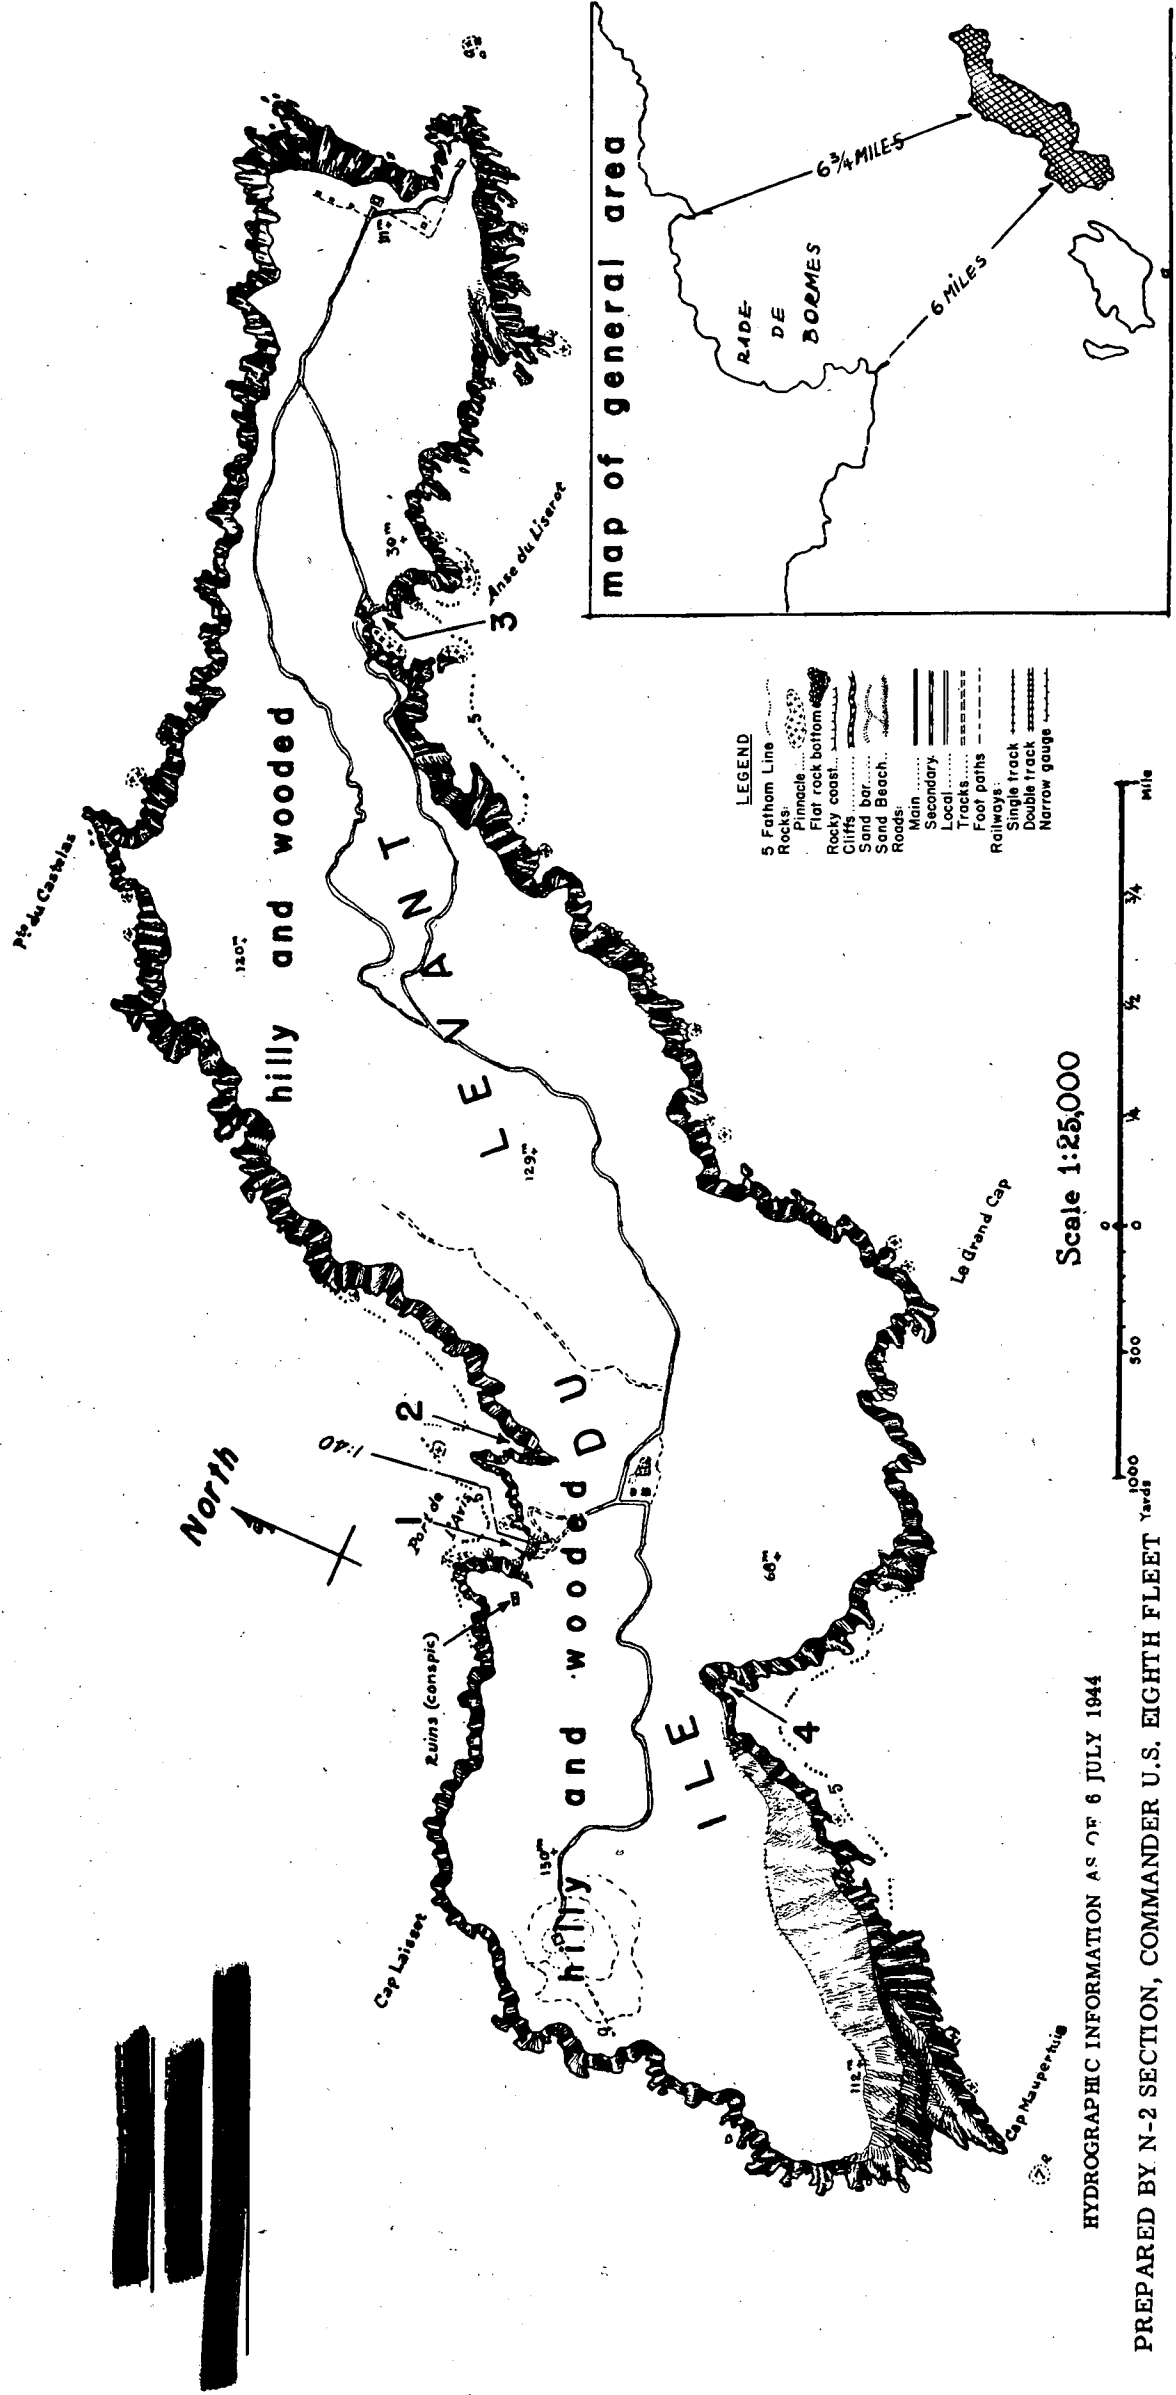 North
Pte du Castelas
120m
hilly and wooded
Cap Laisset
Ruins (conspic)
Port de
l'Avis
1:40
1
2
ILE DU LEVANT
hilly and wooded
130m
129m
68m
112m
30m
3
Anse du Liserot
5
4
5
Le Grand Cap
Cap Maupertuis
map of general area
RADE
DE
BORMES
6¾ MILES
6 MILES
LEGEND
5 Fathom Line
Rocks:
Pinnacle
Flat rock bottom
Rocky coast
Cliffs
Sand bar
Sand Beach
Roads:
Main
Secondary
Local
Tracks
Foot paths
Railways:
Single track
Double track
Narrow gauge
Scale 1:25,000
0 1/4 1/2 3/4 Mile
Yards 1000 500 0
HYDROGRAPHIC INFORMATION AS OF 6 JULY 1944
PREPARED BY N-2 SECTION, COMMANDER U.S. EIGHTH FLEET